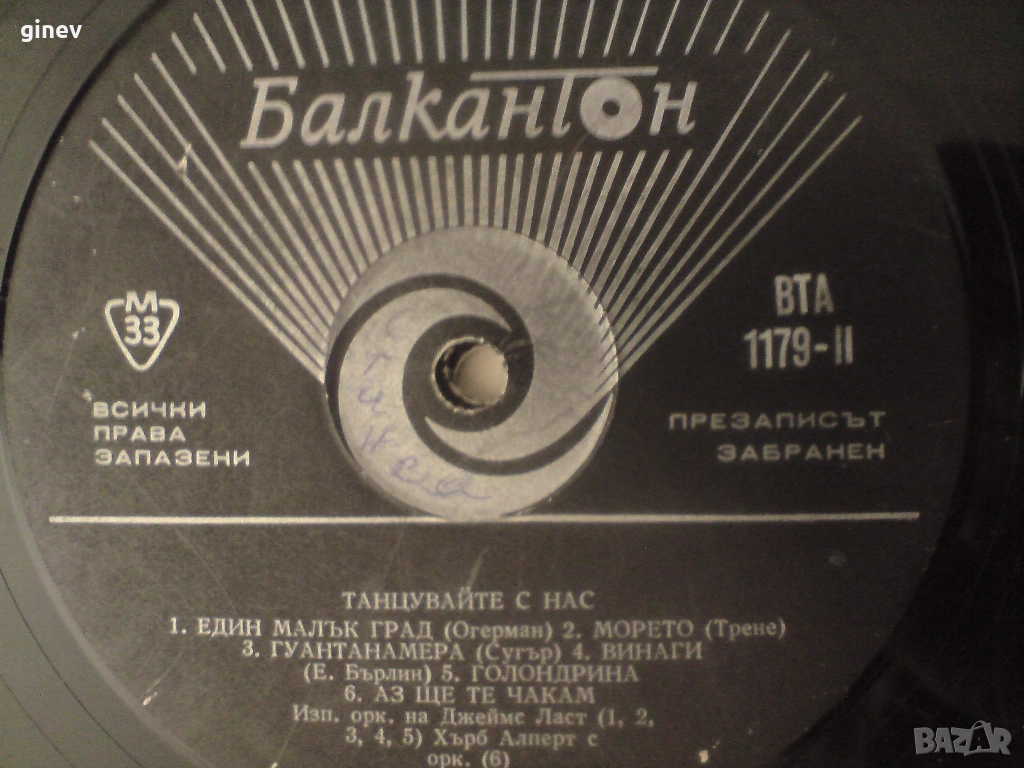 ginev
Балкантон
М
33
ВСИЧКИ
ПРАВА
ЗАПАЗЕНИ
ВТА
1179-II
ПРЕЗАПИСЪТ
ЗАБРАНЕН
ТАНЦУВАЙТЕ С НАС
1. ЕДИН МАЛЪК ГРАД (Огерман) 2. МОРЕТО (Трене)
3. ГУАНТАНАМЕРА (Сугър) 4. ВИНАГИ
(Е. Бърлин) 5. ГОЛОНДРИНА
6. АЗ ЩЕ ТЕ ЧАКАМ
Изп. орк. на Джеймс Ласт (1, 2,
3, 4, 5) Хърб Алперт с
орк. (6)
BAZAR